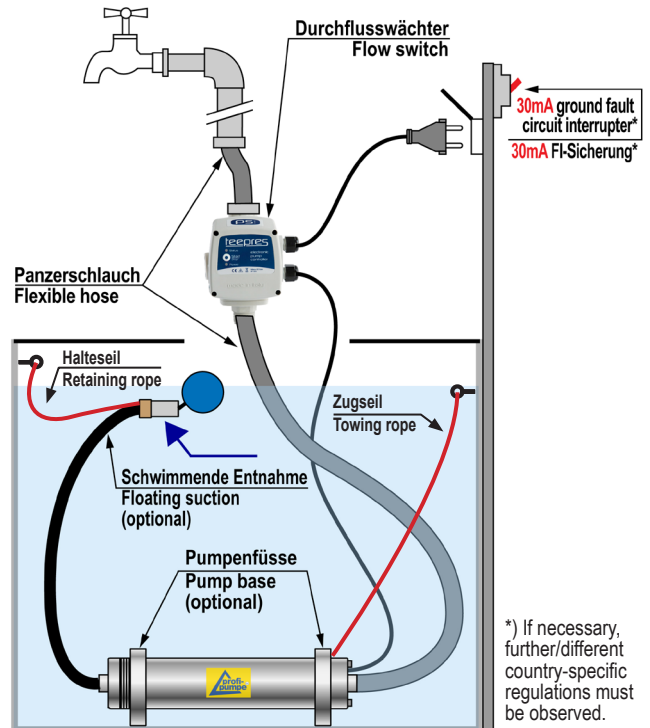 Durchflusswächter
Flow switch
30mA ground fault
circuit interrupter*
30mA FI-Sicherung*
PS
teepres
Panzerschlauch
Flexible hose
Halteseil
Retaining rope
Zugseil
Towing rope
Schwimmende Entnahme
Floating suction
(optional)
Pumpenfüsse
Pump base
(optional)
profi-
pumpe
*) If necessary,
further/different
country-specific
regulations must
be observed.